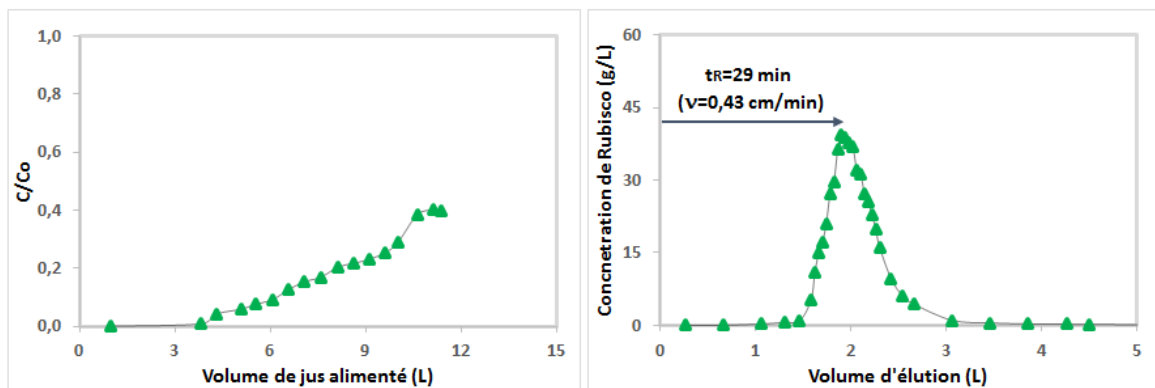 1,0
0,8
0,6
0,4
0,2
0,0
0 3 6 9 12 15
C/Co
Volume de jus alimenté (L)
60
45
30
15
0
0 1 2 3 4 5
Concnetration de Rubisco (g/L)
tR=29 min
(ν=0,43 cm/min)
Volume d'élution (L)